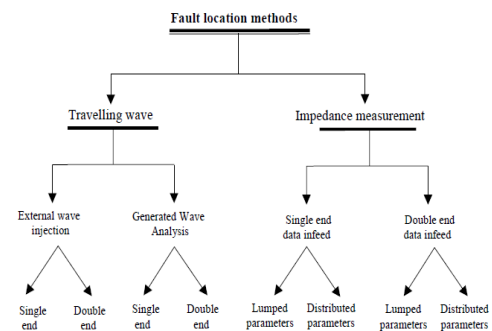 Fault location methods
Travelling wave
Impedance measurement
External wave
injection
Generated Wave
Analysis
Single end
data infeed
Double end
data infeed
Single
end
Double
end
Single
end
Double
end
Lumped
parameters
Distributed
parameters
Lumped
parameters
Distributed
parameters